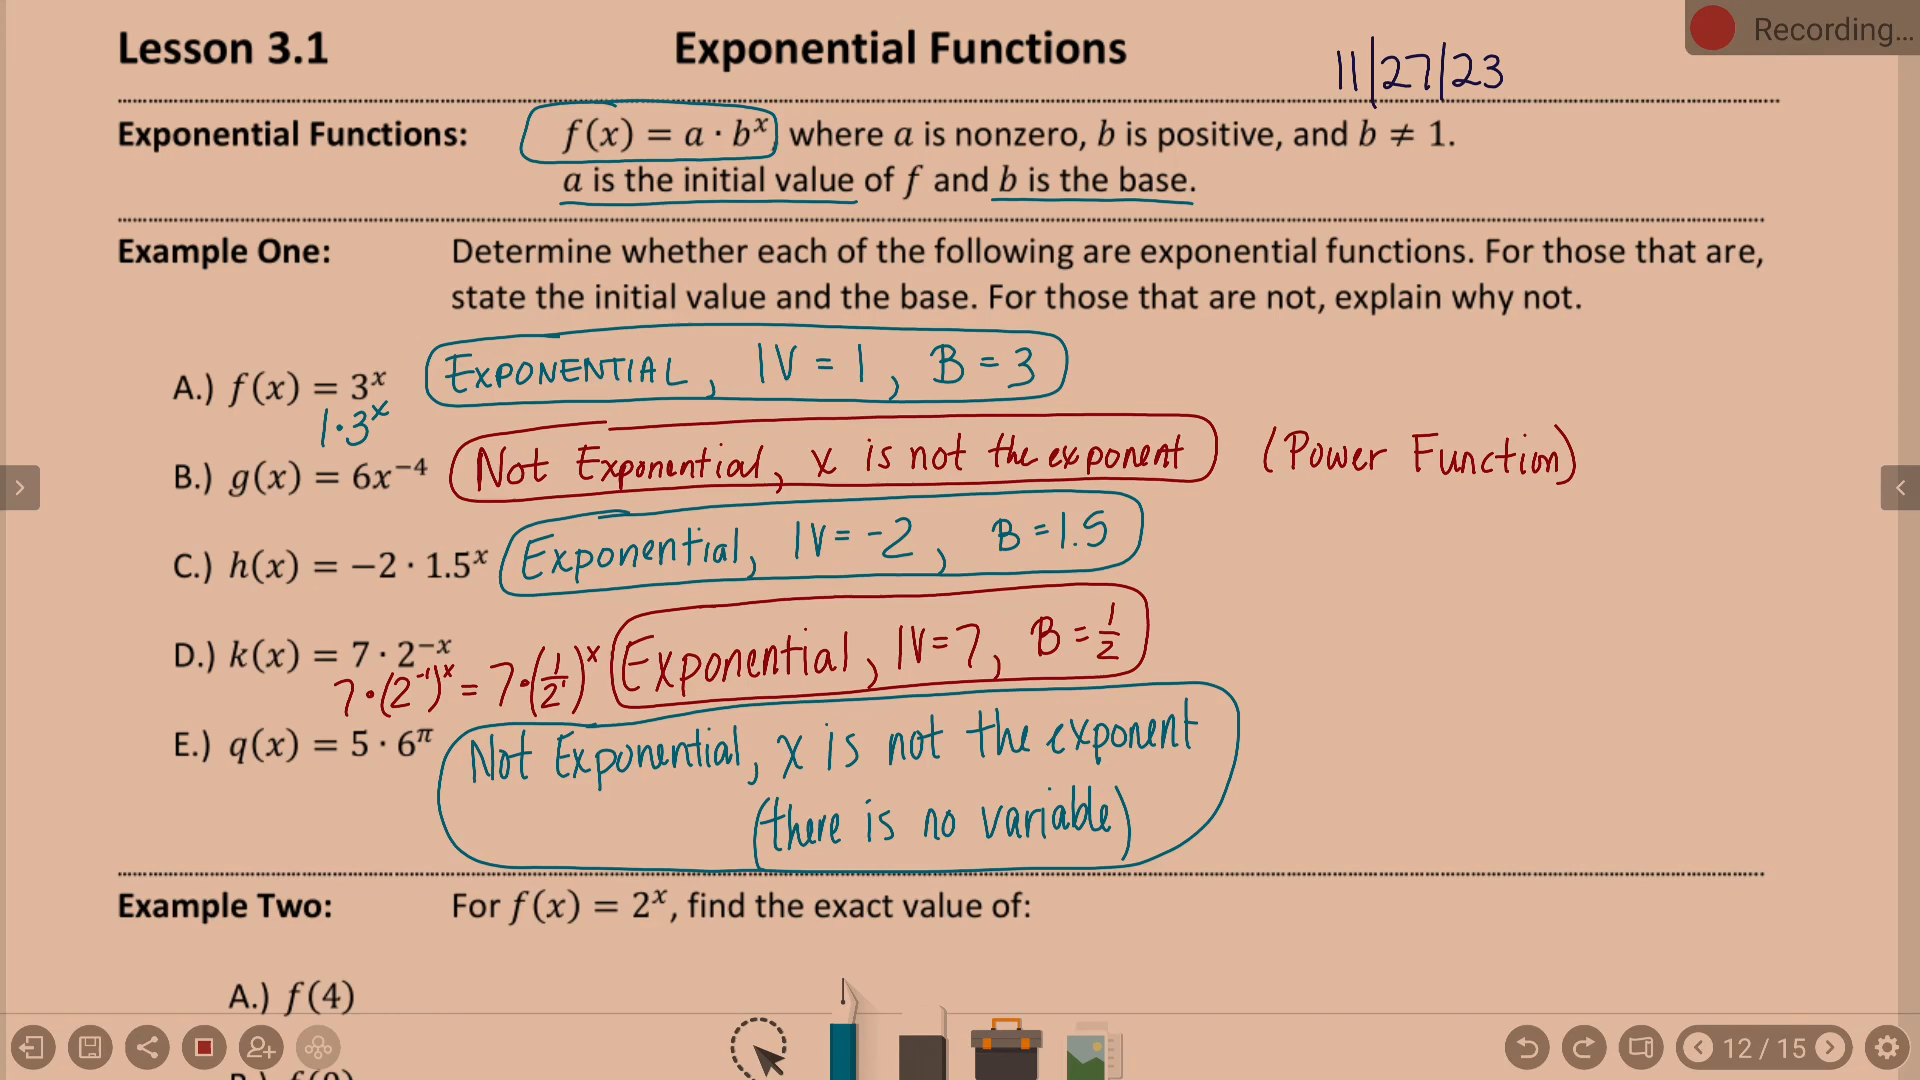 Recording...
Lesson 3.1 Exponential Functions 11|27|23
Exponential Functions: f(x) = a · bˣ, where a is nonzero, b is positive, and b ≠ 1.
a is the initial value of f and b is the base.
Example One: Determine whether each of the following are exponential functions. For those that are,
state the initial value and the base. For those that are not, explain why not.
A.) f(x) = 3ˣ EXPONENTIAL, IV = 1, B = 3
1·3ˣ
B.) g(x) = 6x⁻⁴ Not Exponential, x is not the exponent (Power Function)
C.) h(x) = −2 · 1.5ˣ Exponential, IV = -2, B = 1.5
D.) k(x) = 7 · 2⁻ˣ Exponential, IV = 7, B = 1/2
7·(2⁻¹)ˣ = 7·(1/2¹)ˣ
E.) q(x) = 5 · 6^π Not Exponential, x is not the exponent
(there is no variable)
Example Two: For f(x) = 2ˣ, find the exact value of:
A.) f(4)
12 / 15